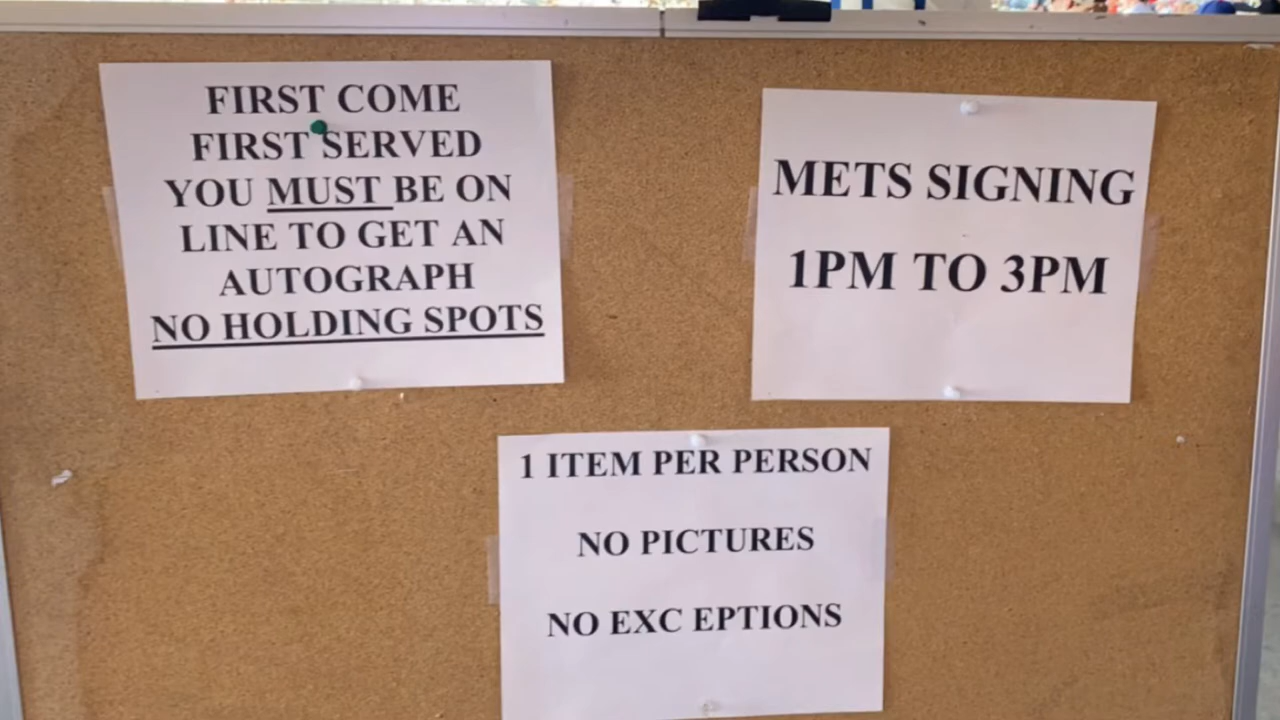 FIRST COME
FIRST SERVED
YOU MUST BE ON
LINE TO GET AN
AUTOGRAPH
NO HOLDING SPOTS
METS SIGNING
1PM TO 3PM
1 ITEM PER PERSON
NO PICTURES
NO EXC EPTIONS